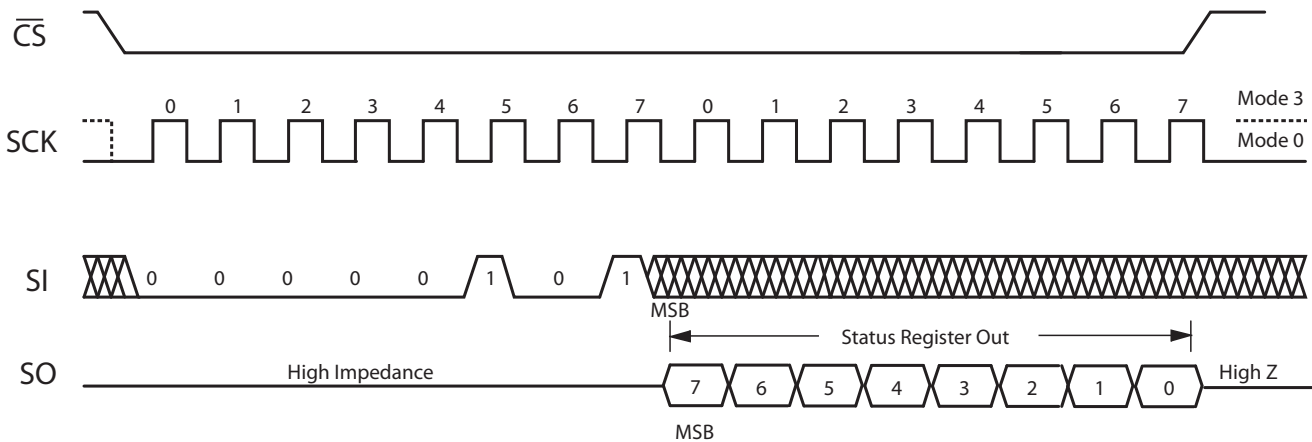 CS
0 1 2 3 4 5 6 7 0 1 2 3 4 5 6 7
Mode 3
SCK
Mode 0
SI
0 0 0 0 0 1 0 1
MSB
Status Register Out
SO
High Impedance
7 6 5 4 3 2 1 0
High Z
MSB